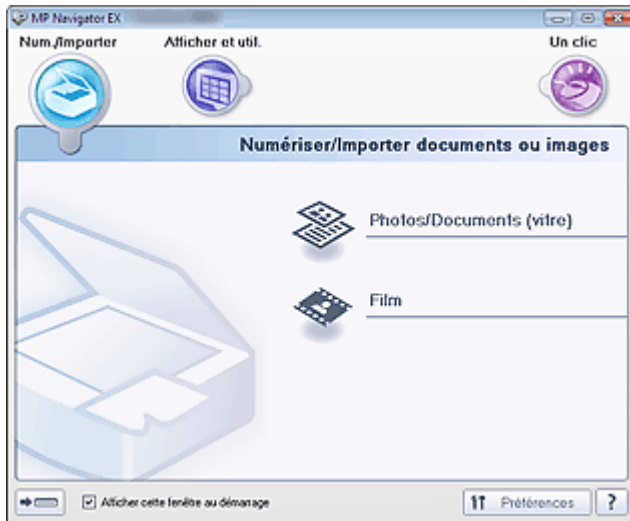 MP Navigator EX
Num./Importer
Afficher et util.
Un clic
Numériser/Importer documents ou images
Photos/Documents (vitre)
Film
Afficher cette fenêtre au démarrage
Préférences
?